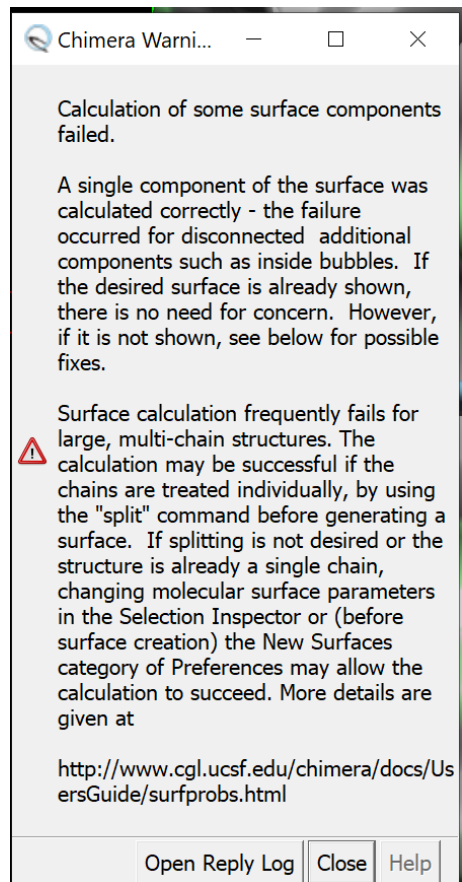 Chimera Warni...
Calculation of some surface components
failed.
A single component of the surface was
calculated correctly - the failure
occurred for disconnected  additional
components such as inside bubbles.  If
the desired surface is already shown,
there is no need for concern.  However,
if it is not shown, see below for possible
fixes.
Surface calculation frequently fails for
large, multi-chain structures. The
calculation may be successful if the
chains are treated individually, by using
the "split" command before generating a
surface.  If splitting is not desired or the
structure is already a single chain,
changing molecular surface parameters
in the Selection Inspector or (before
surface creation) the New Surfaces
category of Preferences may allow the
calculation to succeed. More details are
given at
http://www.cgl.ucsf.edu/chimera/docs/Us
ersGuide/surfprobs.html
Open Reply Log Close Help